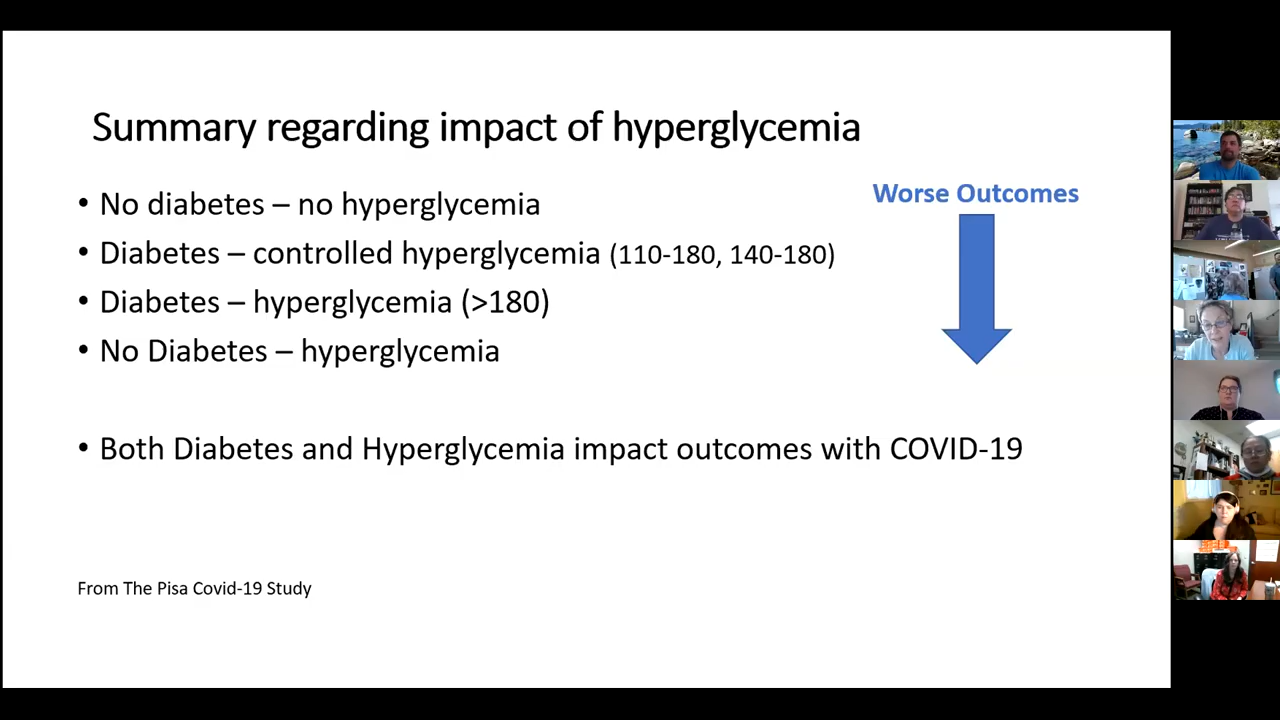 Summary regarding impact of hyperglycemia
Worse Outcomes
• No diabetes – no hyperglycemia
• Diabetes – controlled hyperglycemia (110-180, 140-180)
• Diabetes – hyperglycemia (>180)
• No Diabetes – hyperglycemia
• Both Diabetes and Hyperglycemia impact outcomes with COVID-19
From The Pisa Covid-19 Study